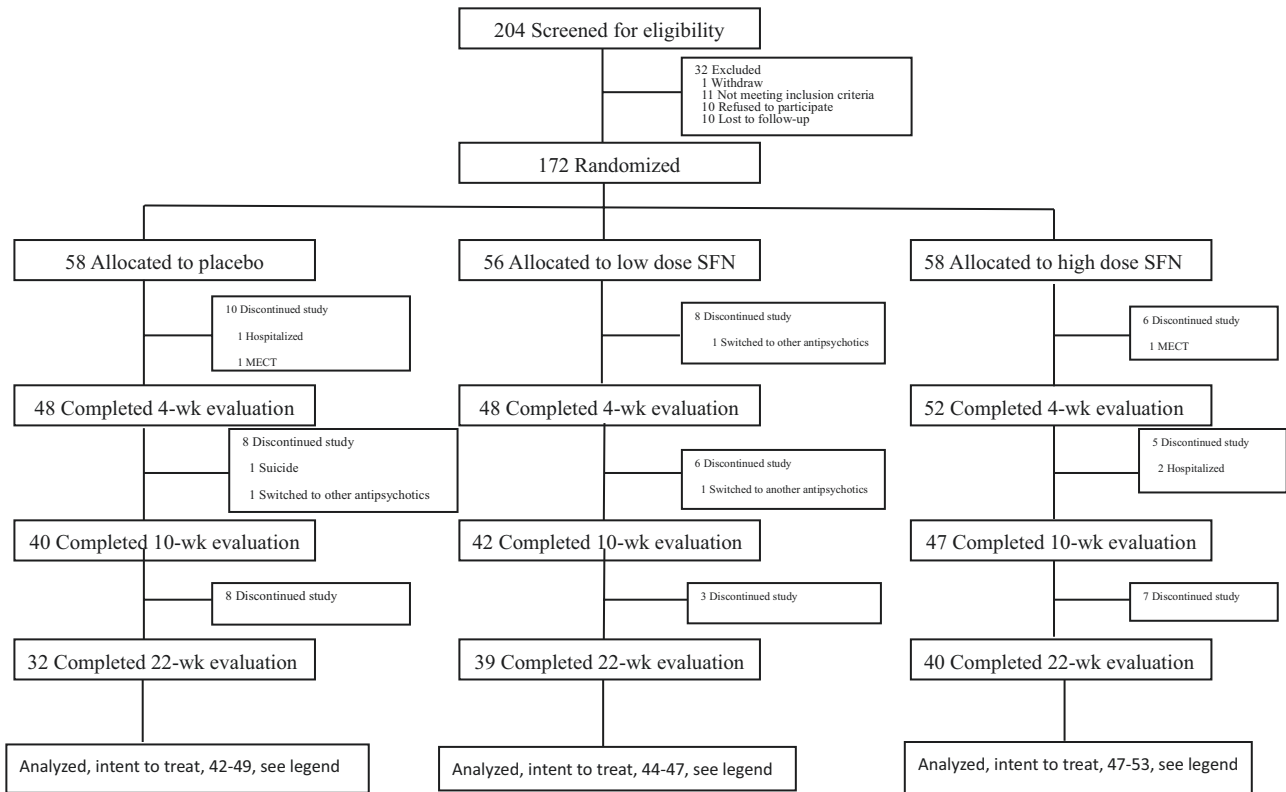 204 Screened for eligibility
32 Excluded
1 Withdraw
11 Not meeting inclusion criteria
10 Refused to participate
10 Lost to follow-up
172 Randomized
58 Allocated to placebo
56 Allocated to low dose SFN
58 Allocated to high dose SFN
10 Discontinued study
1 Hospitalized
1 MECT
8 Discontinued study
1 Switched to other antipsychotics
6 Discontinued study
1 MECT
48 Completed 4-wk evaluation
48 Completed 4-wk evaluation
52 Completed 4-wk evaluation
8 Discontinued study
1 Suicide
1 Switched to other antipsychotics
6 Discontinued study
1 Switched to another antipsychotics
5 Discontinued study
2 Hospitalized
40 Completed 10-wk evaluation
42 Completed 10-wk evaluation
47 Completed 10-wk evaluation
8 Discontinued study
3 Discontinued study
7 Discontinued study
32 Completed 22-wk evaluation
39 Completed 22-wk evaluation
40 Completed 22-wk evaluation
Analyzed, intent to treat, 42-49, see legend
Analyzed, intent to treat, 44-47, see legend
Analyzed, intent to treat, 47-53, see legend